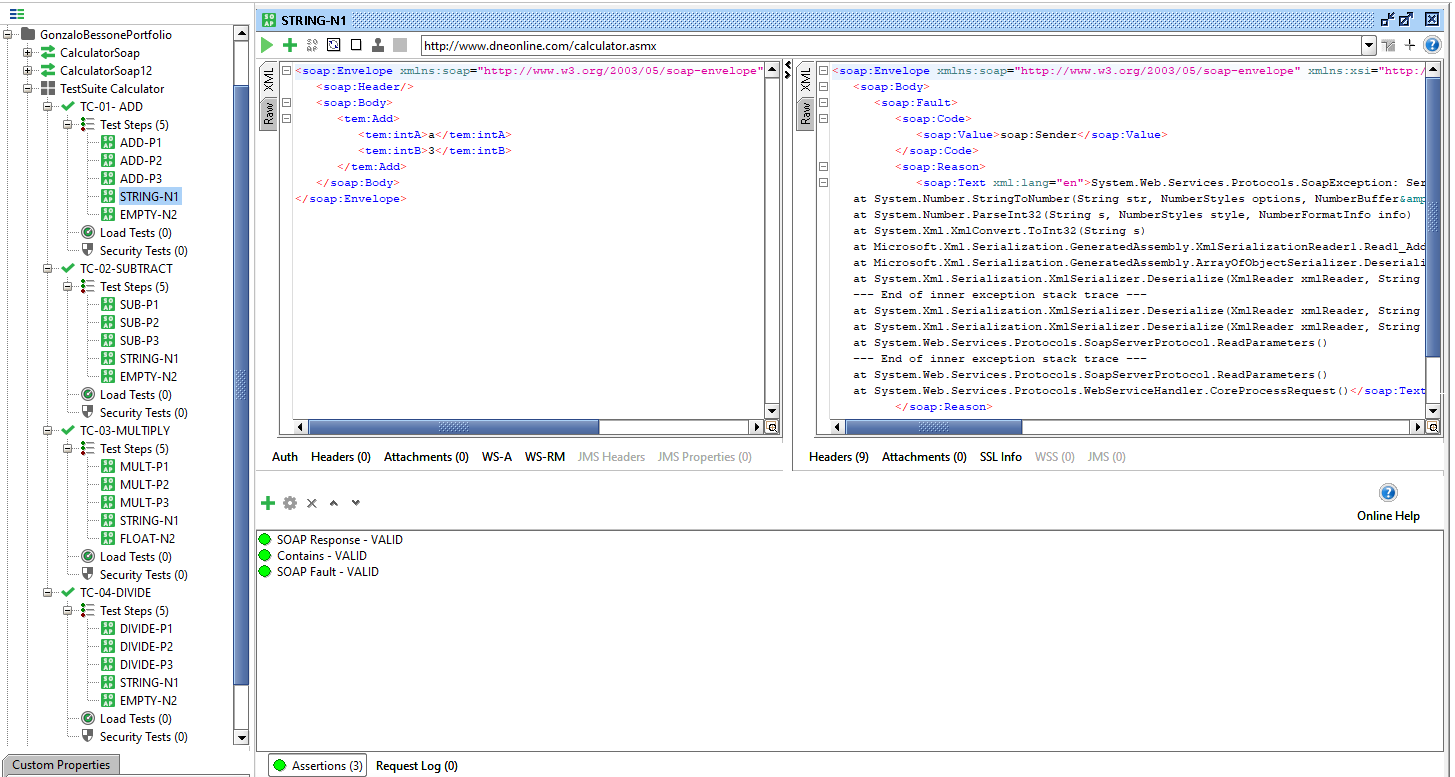 GonzaloBessonePortfolio
CalculatorSoap
CalculatorSoap12
TestSuite Calculator
TC-01- ADD
Test Steps (5)
ADD-P1
ADD-P2
ADD-P3
STRING-N1
EMPTY-N2
Load Tests (0)
Security Tests (0)
TC-02-SUBTRACT
Test Steps (5)
SUB-P1
SUB-P2
SUB-P3
STRING-N1
EMPTY-N2
Load Tests (0)
Security Tests (0)
TC-03-MULTIPLY
Test Steps (5)
MULT-P1
MULT-P2
MULT-P3
STRING-N1
FLOAT-N2
Load Tests (0)
Security Tests (0)
TC-04-DIVIDE
Test Steps (5)
DIVIDE-P1
DIVIDE-P2
DIVIDE-P3
STRING-N1
EMPTY-N2
Load Tests (0)
Security Tests (0)
Custom Properties
STRING-N1
http://www.dneonline.com/calculator.asmx
XML
Raw
<soap:Envelope xmlns:soap="http://www.w3.org/2003/05/soap-envelope"
<soap:Header/>
<soap:Body>
<tem:Add>
<tem:intA>a</tem:intA>
<tem:intB>3</tem:intB>
</tem:Add>
</soap:Body>
</soap:Envelope>
Auth Headers (0) Attachments (0) WS-A WS-RM JMS Headers JMS Properties (0)
XML
Raw
<soap:Envelope xmlns:soap="http://www.w3.org/2003/05/soap-envelope" xmlns:xsi="http:/
<soap:Body>
<soap:Fault>
<soap:Code>
<soap:Value>soap:Sender</soap:Value>
</soap:Code>
<soap:Reason>
<soap:Text xml:lang="en">System.Web.Services.Protocols.SoapException: Ser
at System.Number.StringToNumber(String str, NumberStyles options, NumberBuffer&amp
at System.Number.ParseInt32(String s, NumberStyles style, NumberFormatInfo info)
at System.Xml.XmlConvert.ToInt32(String s)
at Microsoft.Xml.Serialization.GeneratedAssembly.XmlSerializationReader1.Read1_Add
at Microsoft.Xml.Serialization.GeneratedAssembly.ArrayOfObjectSerializer.Deseriali
at System.Xml.Serialization.XmlSerializer.Deserialize(XmlReader xmlReader, String
--- End of inner exception stack trace ---
at System.Xml.Serialization.XmlSerializer.Deserialize(XmlReader xmlReader, String
at System.Xml.Serialization.XmlSerializer.Deserialize(XmlReader xmlReader, String
at System.Web.Services.Protocols.SoapServerProtocol.ReadParameters()
--- End of inner exception stack trace ---
at System.Web.Services.Protocols.SoapServerProtocol.ReadParameters()
at System.Web.Services.Protocols.WebServiceHandler.CoreProcessRequest()</soap:Text
</soap:Reason>
Headers (9) Attachments (0) SSL Info WSS (0) JMS (0)
Online Help
SOAP Response - VALID
Contains - VALID
SOAP Fault - VALID
Assertions (3) Request Log (0)